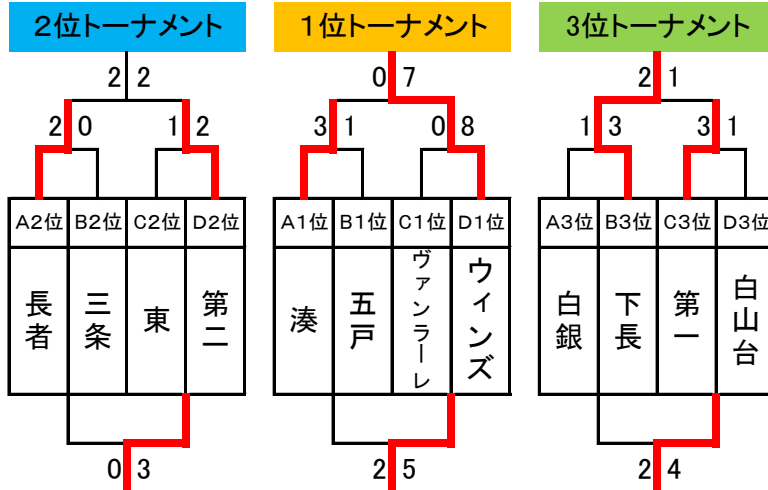 2位トーナメント 1位トーナメント 3位トーナメント
2 2 0 7 2 1
2 0 1 2 3 1 0 8 1 3 3 1
A2位 B2位 C2位 D2位 A1位 B1位 C1位 D1位 A3位 B3位 C3位 D3位
長者 三条 東 第二 湊 五戸 ヴァンラーレ ウィンズ 白銀 下長 第一 白山台
0 3 2 5 2 4